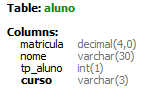 Table: aluno
Columns:
matricula decimal(4,0)
nome varchar(30)
tp_aluno int(1)
curso varchar(3)